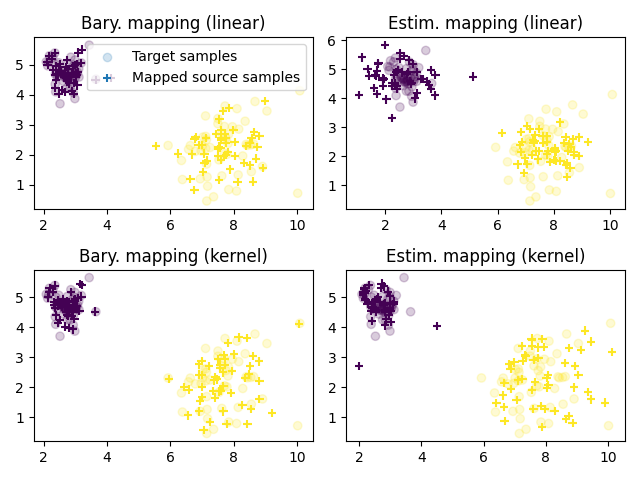 Bary. mapping (linear)
Estim. mapping (linear)
Target samples
Mapped source samples
5
4
3
2
1
2 4 6 8 10
6
5
4
3
2
1
2 4 6 8 10
Bary. mapping (kernel)
Estim. mapping (kernel)
5
4
3
2
1
2 4 6 8 10
5
4
3
2
1
2 4 6 8 10